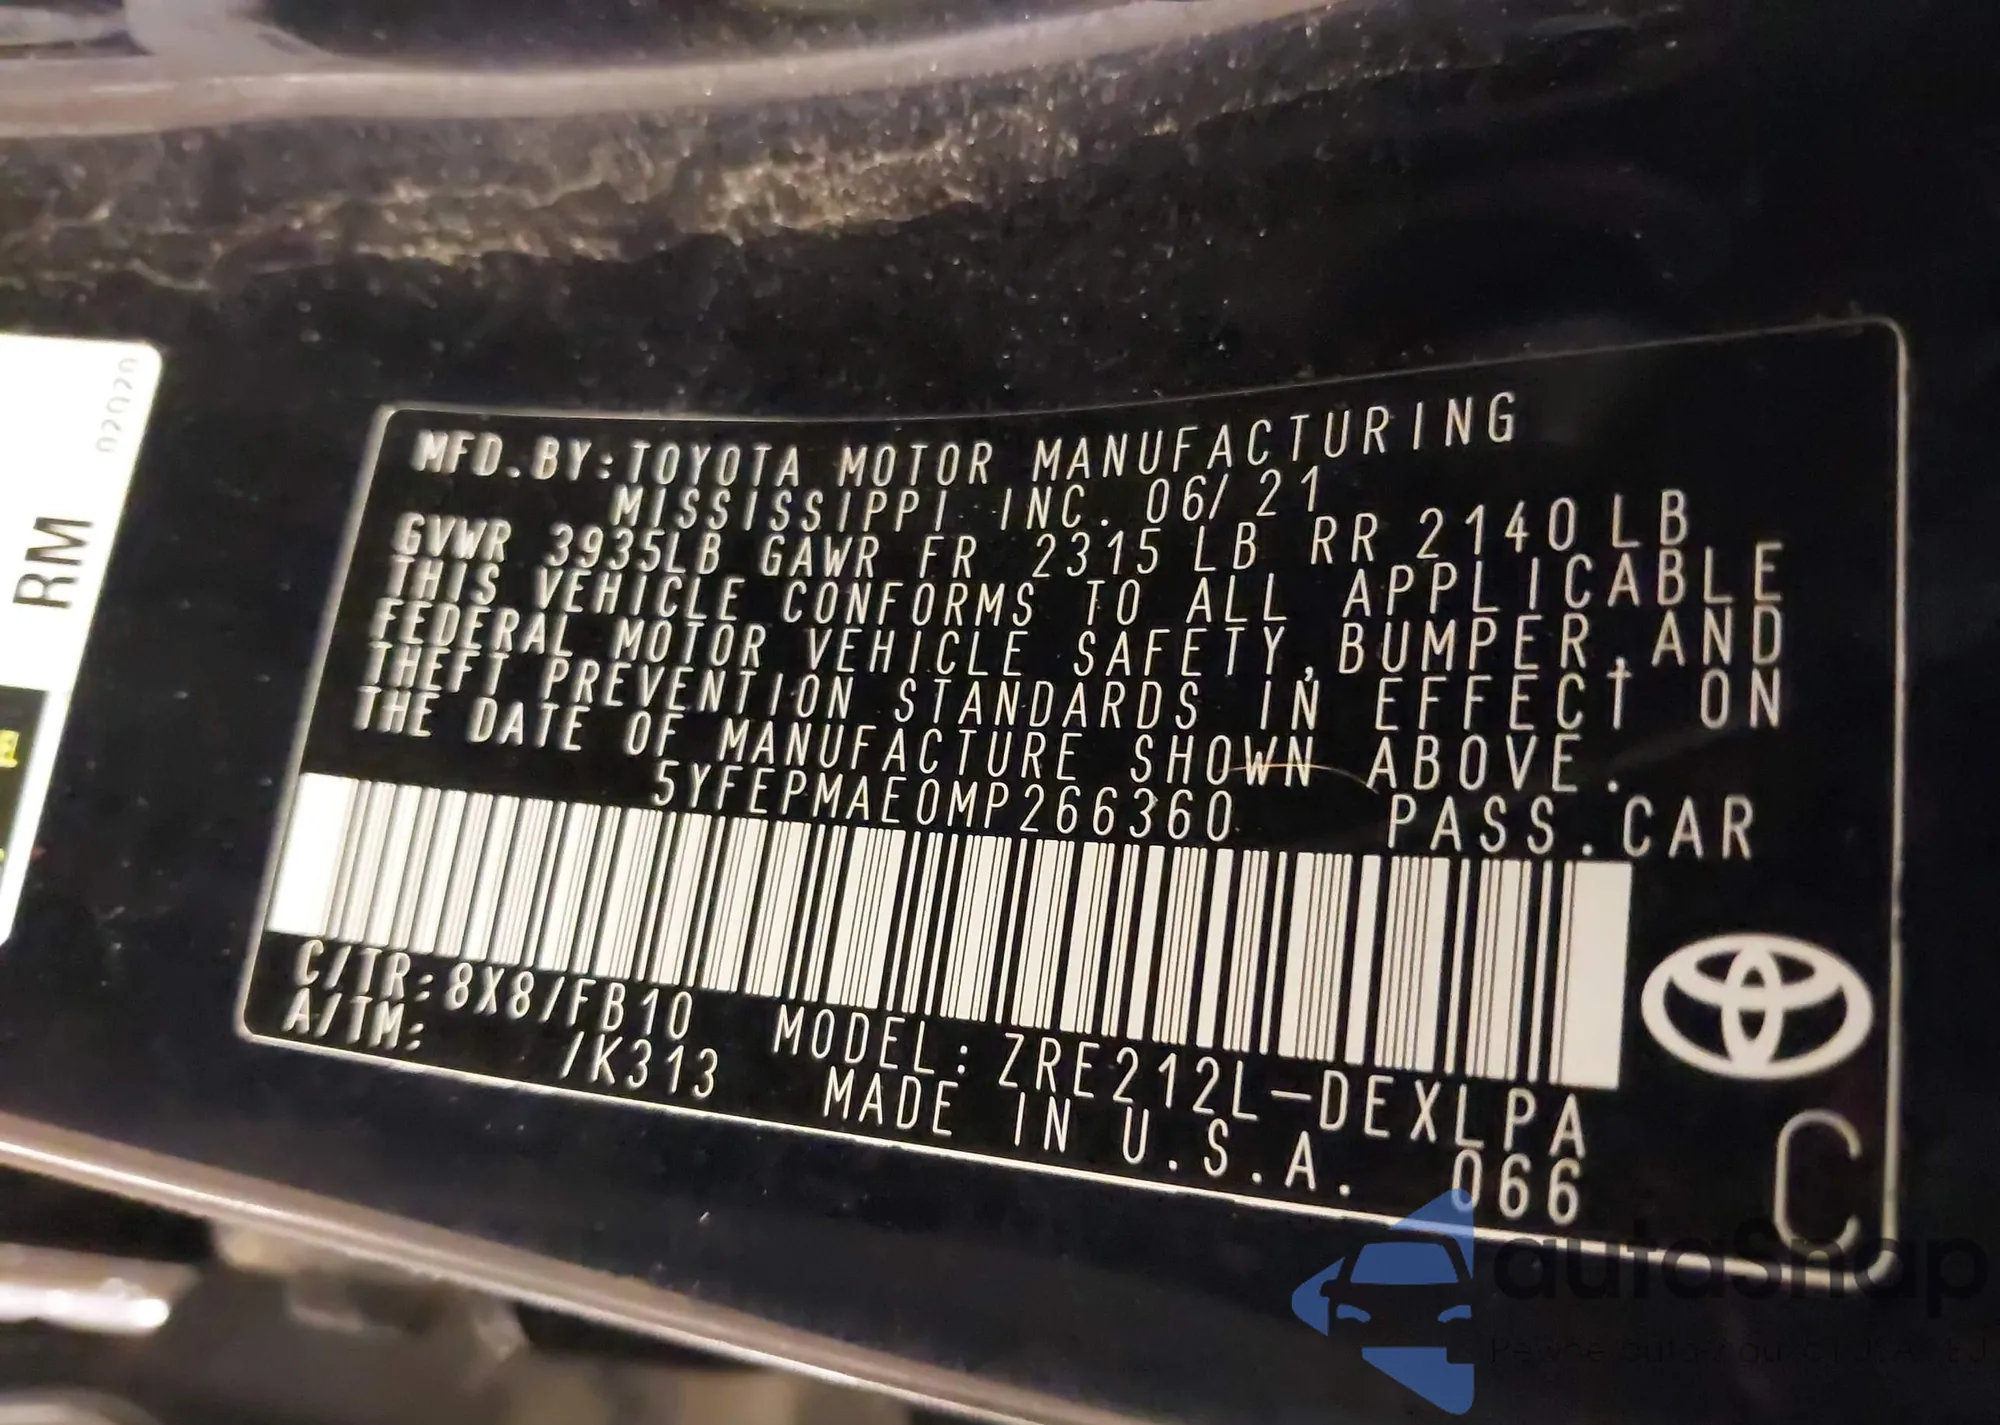 02020
RM
MFD.BY:TOYOTA MOTOR MANUFACTURING
MISSISSIPPI INC. 06/21
GVWR 3935LB GAWR FR 2315 LB RR 2140 LB
THIS VEHICLE CONFORMS TO ALL APPLICABLE
FEDERAL MOTOR VEHICLE SAFETY,BUMPER,AND
THEFT PREVENTION STANDARDS IN EFFECT ON
THE DATE OF MANUFACTURE SHOWN ABOVE.
5YFEPMAE0MP266360 PASS.CAR
C/TR:8X8/FB10 MODEL:ZRE212L-DEXLPA
A/TM: /K313 MADE IN U.S.A. 066
C
autaSnap